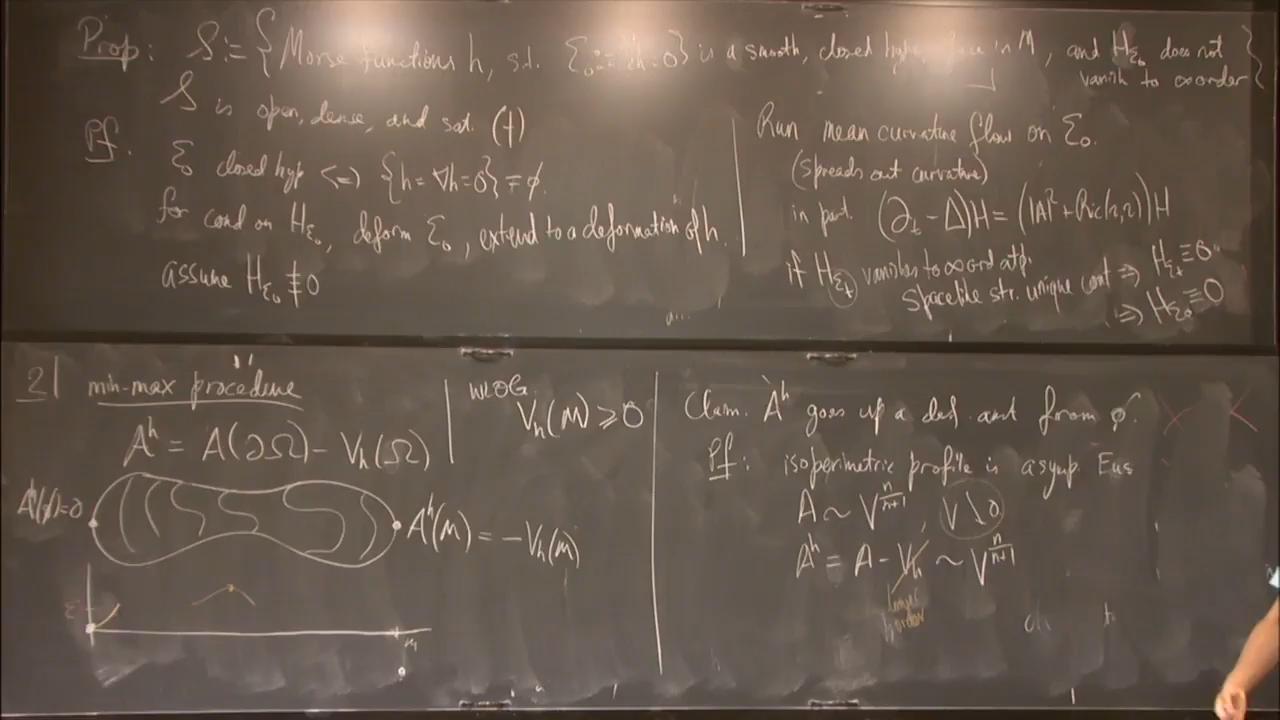 Prop: S := { Morse functions h, s.t. Σ₀ := {h=0} is a smooth, closed in M, and H_Σ₀ does not
vanish to ∞ order }
S is open, dense, and sat. (†)
Pf.
Σ₀ closed hyp <=> {h = ∇h = 0} = ∅.
for cond on H_Σ₀, deform Σ₀, extend to a deformation of h.
assume H_Σ₀ ≢ 0
Run mean curvature flow on Σ₀.
(spreads out curvature)
in part. (∂_t - Δ)H = (|A|² + Ric(ν,ν))H
if H_Σt vanishes to ∞ ord at p.
spacelike str. unique cont => H_Σt ≡ 0.
=> H_Σ₀ ≡ 0
2| min-max procedure
A^h = A(∂Ω) - V_h(Ω)
A^h(∅)=0
A^h(M) = -V_h(M)
ε
M
WLOG.
V_h(M) ≥ 0
Claim. A^h goes up a def. amt from ∅.
Pf: isoperimetric profile is asymp. Euc
A ~ V^{n/(n+1)}, V ↘ 0
A^h = A - V_h ~ V^{n/(n+1)}
order